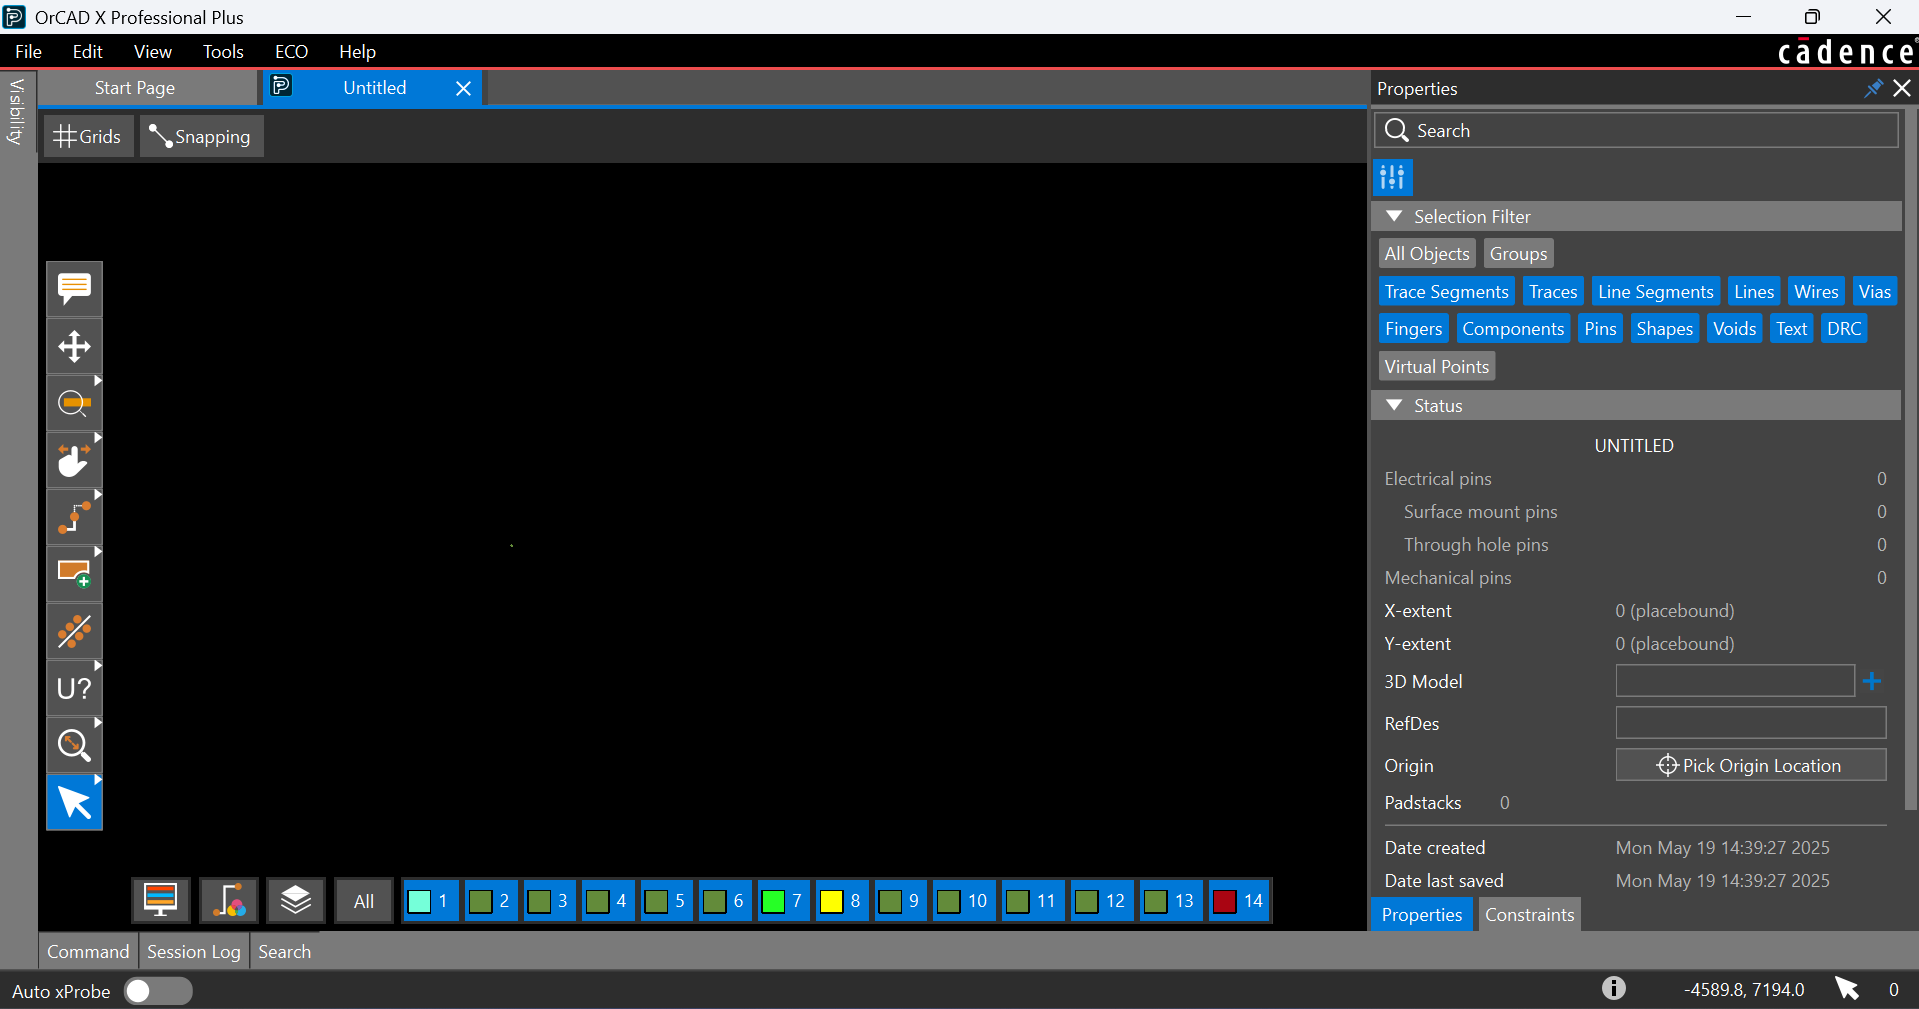 OrCAD X Professional Plus
File Edit View Tools ECO Help
cādence
Visibility
Start Page
Untitled
Grids
Snapping
U?
All 1 2 3 4 5 6 7 8 9 10 11 12 13 14
Properties
Search
Selection Filter
All Objects Groups
Trace Segments Traces Line Segments Lines Wires Vias
Fingers Components Pins Shapes Voids Text DRC
Virtual Points
Status
UNTITLED
Electrical pins 0
Surface mount pins 0
Through hole pins 0
Mechanical pins 0
X-extent 0 (placebound)
Y-extent 0 (placebound)
3D Model
RefDes
Origin Pick Origin Location
Padstacks 0
Date created Mon May 19 14:39:27 2025
Date last saved Mon May 19 14:39:27 2025
Properties Constraints
Command Session Log Search
Auto xProbe
-4589.8, 7194.0 0